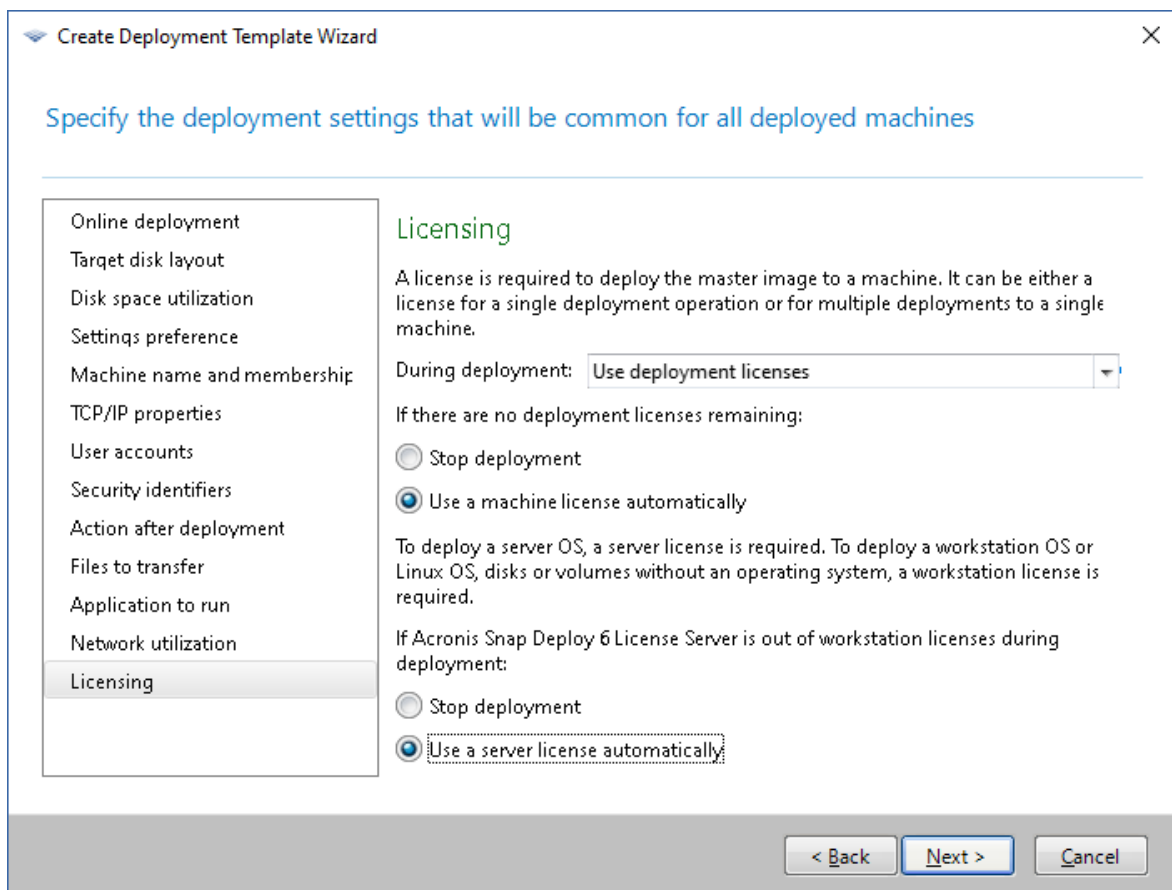 Create Deployment Template Wizard
Specify the deployment settings that will be common for all deployed machines
Online deployment
Target disk layout
Disk space utilization
Settings preference
Machine name and membership
TCP/IP properties
User accounts
Security identifiers
Action after deployment
Files to transfer
Application to run
Network utilization
Licensing
Licensing
A license is required to deploy the master image to a machine. It can be either a
license for a single deployment operation or for multiple deployments to a single
machine.
During deployment: Use deployment licenses
If there are no deployment licenses remaining:
Stop deployment
Use a machine license automatically
To deploy a server OS, a server license is required. To deploy a workstation OS or
Linux OS, disks or volumes without an operating system, a workstation license is
required.
If Acronis Snap Deploy 6 License Server is out of workstation licenses during
deployment:
Stop deployment
Use a server license automatically
< Back Next > Cancel